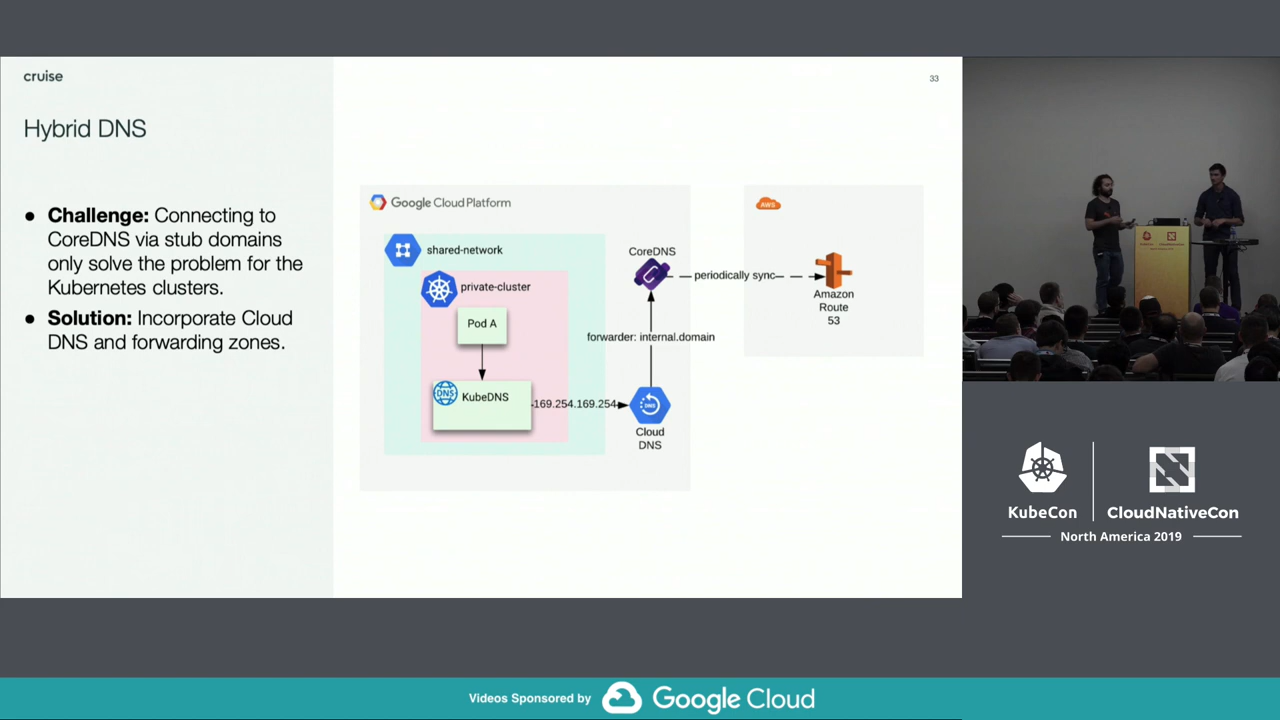 cruise
33
Hybrid DNS
● Challenge: Connecting to
CoreDNS via stub domains
only solve the problem for the
Kubernetes clusters.
● Solution: Incorporate Cloud
DNS and forwarding zones.
Google Cloud Platform
shared-network
private-cluster
Pod A
DNS
KubeDNS
169.254.169.254
DNS
Cloud
DNS
forwarder: internal.domain
CoreDNS
periodically sync
AWS
Amazon
Route
53
KubeCon
CloudNativeCon
North America 2019
Videos Sponsored by
Google Cloud